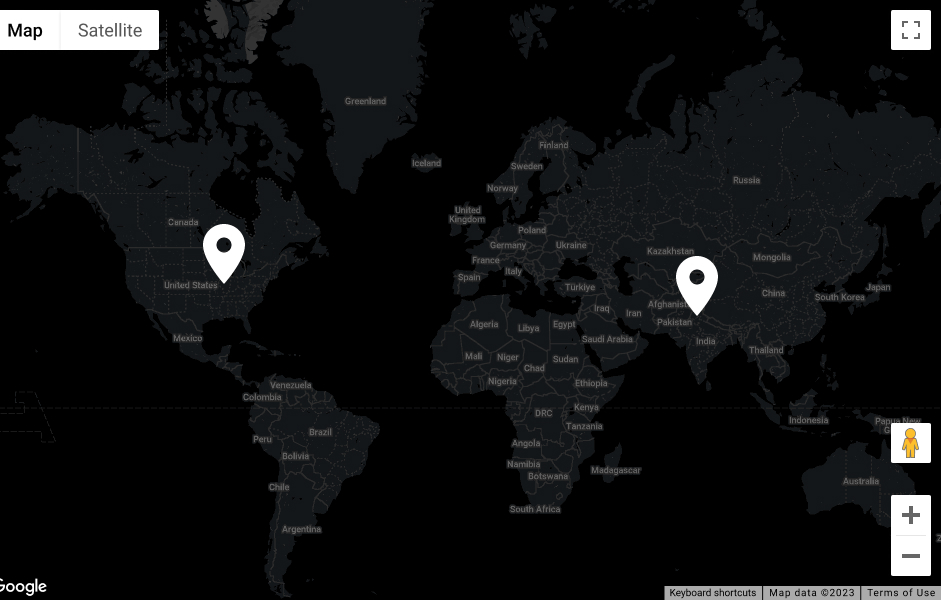 Map Satellite
Greenland
Iceland
Finland
Sweden
Norway
Russia
Canada
United
Kingdom
Poland
Germany
Ukraine
Kazakhstan
France
Mongolia
Italy
Spain
United States
Türkiye
Japan
China
South Korea
Iraq
Iran
Pakistan
Algeria
Libya
Egypt
Mexico
Saudi Arabia
India
Thailand
Mali
Niger
Sudan
Chad
Nigeria
Ethiopia
Venezuela
Colombia
Kenya
DRC
Indonesia
Papua New
Tanzania
Brazil
Peru
Angola
Bolivia
Namibia
Madagascar
Botswana
Australia
Chile
South Africa
Argentina
Google
Keyboard shortcuts Map data ©2023 Terms of Use